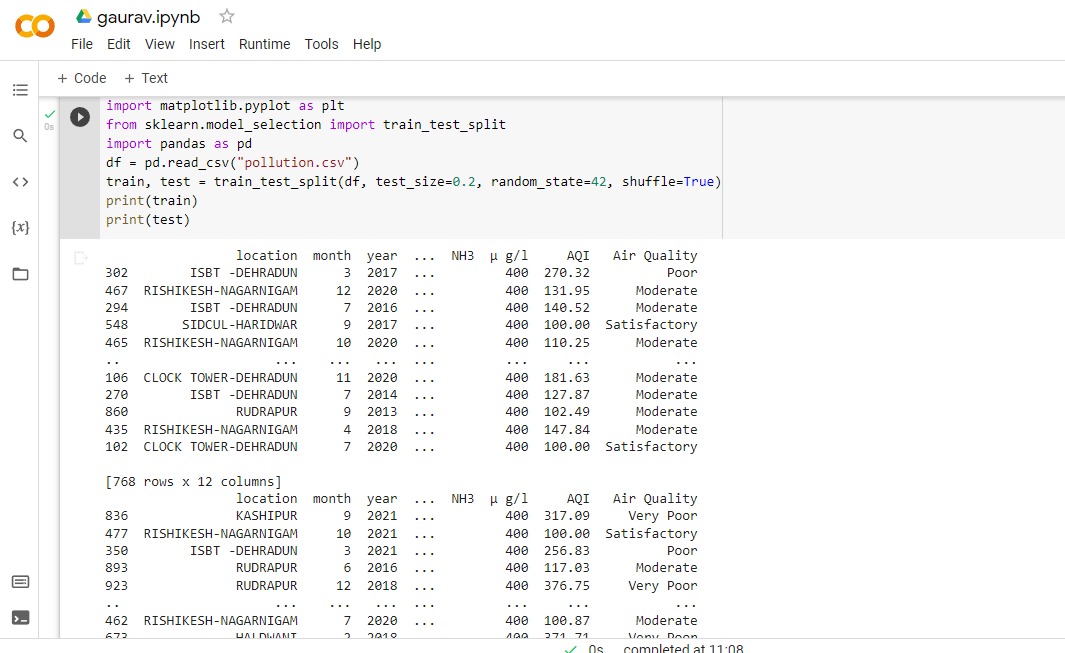 gaurav.ipynb
File Edit View Insert Runtime Tools Help
+ Code + Text
0s
import matplotlib.pyplot as plt
from sklearn.model_selection import train_test_split
import pandas as pd
df = pd.read_csv("pollution.csv")
train, test = train_test_split(df, test_size=0.2, random_state=42, shuffle=True)
print(train)
print(test)
location month year ... NH3 µ g/l AQI Air Quality
302 ISBT -DEHRADUN 3 2017 ... 400 270.32 Poor
467 RISHIKESH-NAGARNIGAM 12 2020 ... 400 131.95 Moderate
294 ISBT -DEHRADUN 7 2016 ... 400 140.52 Moderate
548 SIDCUL-HARIDWAR 9 2017 ... 400 100.00 Satisfactory
465 RISHIKESH-NAGARNIGAM 10 2020 ... 400 110.25 Moderate
.. ... ... ... ... ... ... ...
106 CLOCK TOWER-DEHRADUN 11 2020 ... 400 181.63 Moderate
270 ISBT -DEHRADUN 7 2014 ... 400 127.87 Moderate
860 RUDRAPUR 9 2013 ... 400 102.49 Moderate
435 RISHIKESH-NAGARNIGAM 4 2018 ... 400 147.84 Moderate
102 CLOCK TOWER-DEHRADUN 7 2020 ... 400 100.00 Satisfactory
[768 rows x 12 columns]
location month year ... NH3 µ g/l AQI Air Quality
836 KASHIPUR 9 2021 ... 400 317.09 Very Poor
477 RISHIKESH-NAGARNIGAM 10 2021 ... 400 100.00 Satisfactory
350 ISBT -DEHRADUN 3 2021 ... 400 256.83 Poor
893 RUDRAPUR 6 2016 ... 400 117.03 Moderate
923 RUDRAPUR 12 2018 ... 400 376.75 Very Poor
.. ... ... ... ... ... ... ...
462 RISHIKESH-NAGARNIGAM 7 2020 ... 400 100.87 Moderate
673 HALDWANI 2 2018 ... 400 371.71 Very Poor
0s completed at 11:08
{x}